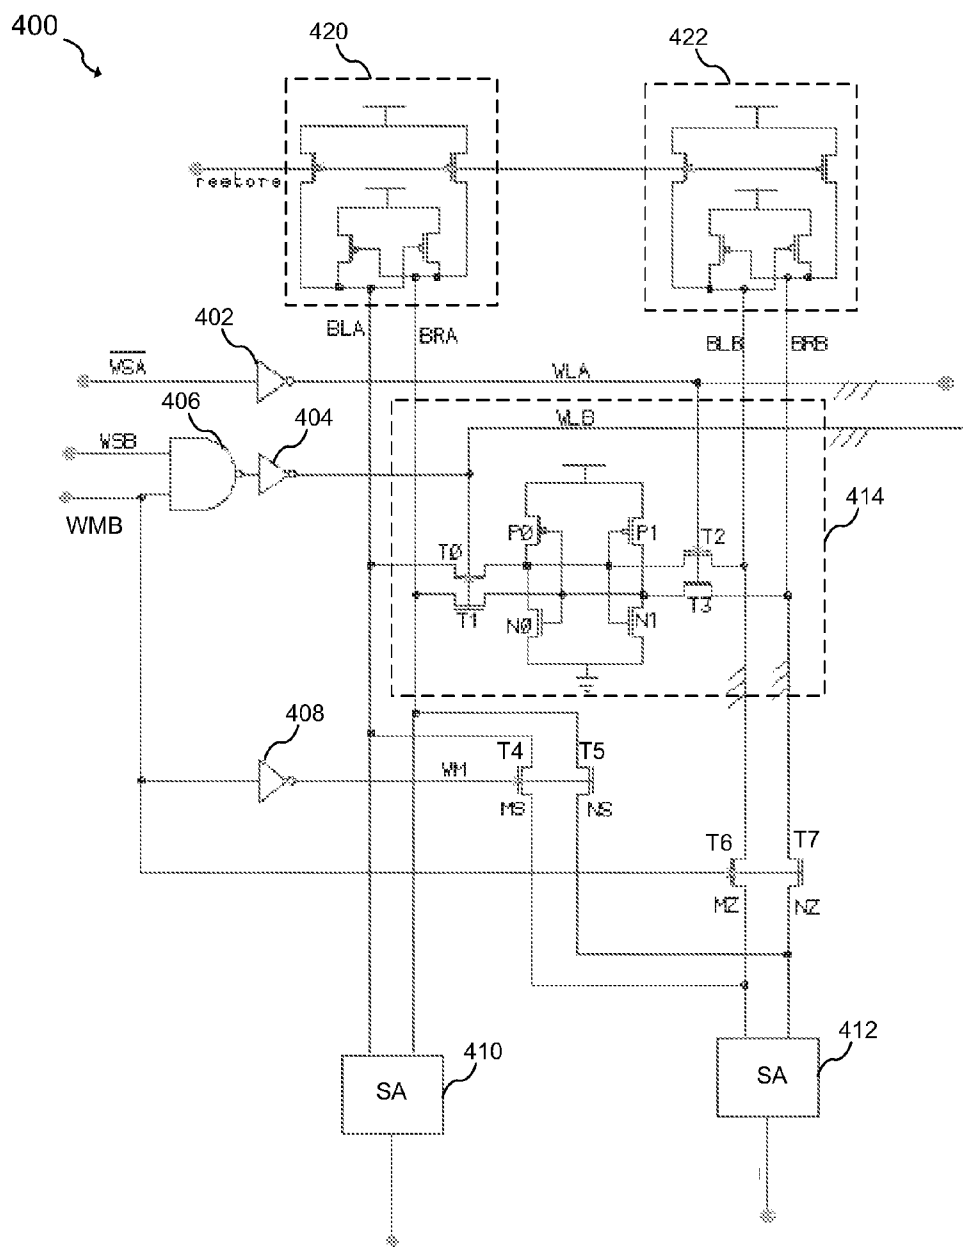 400
420
422
restore
BLA
BRA
BLB
BRB
402
WSA
WLA
406
404
WSB
WLB
WMB
414
P0
P1
T2
T0
T1
N0
N1
T3
408
WM
T4
T5
MS
NS
T6
T7
MZ
NZ
410
SA
412
SA